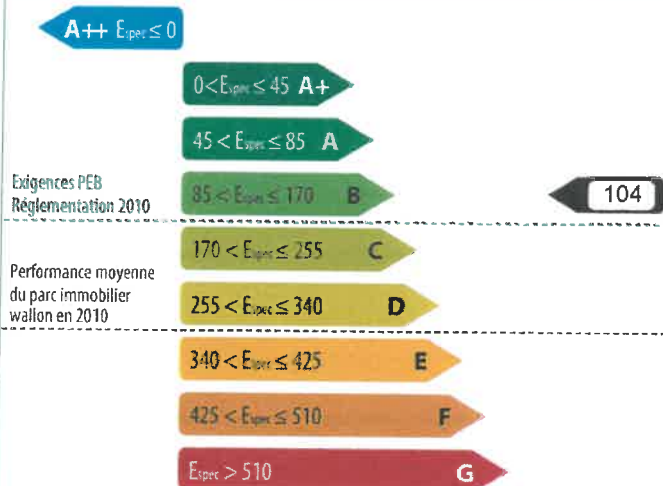 A++ Espec ≤ 0
0 < Espec ≤ 45 A+
45 < Espec ≤ 85 A
Exigences PEB
Réglementation 2010
85 < Espec ≤ 170 B
104
170 < Espec ≤ 255 C
Performance moyenne
du parc immobilier
wallon en 2010
255 < Espec ≤ 340 D
340 < Espec ≤ 425 E
425 < Espec ≤ 510 F
Espec > 510 G